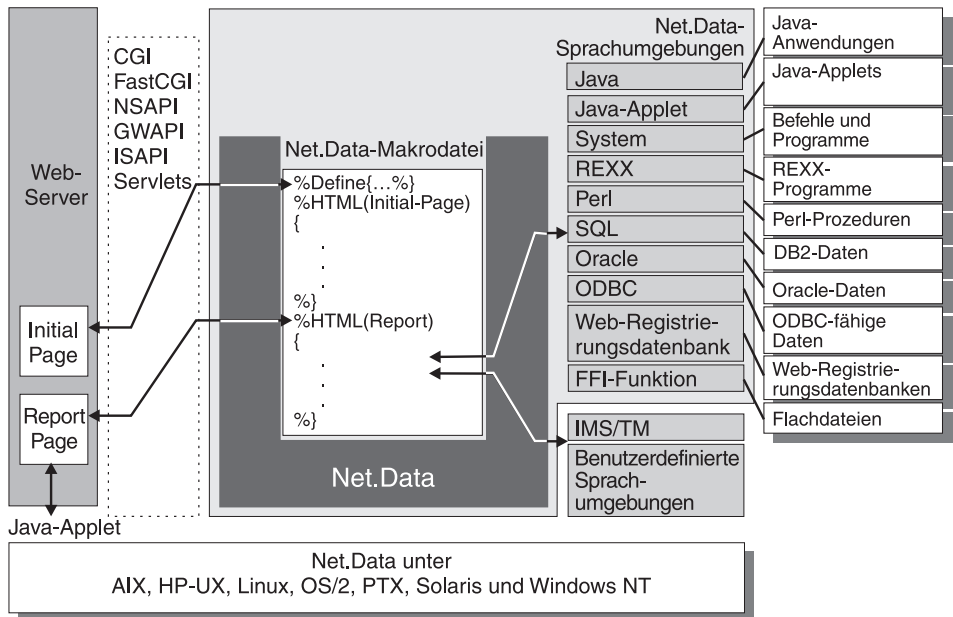 Web-
Server
Initial
Page
Report
Page
Java-Applet
CGI
FastCGI
NSAPI
GWAPI
ISAPI
Servlets
Net.Data-Makrodatei
%Define{...%}
%HTML(Initial-Page)
{
.
.
.
%}
%HTML(Report)
{
.
.
.
%}
Net.Data
Net.Data-
Sprachumgebungen
Java
Java-Applet
System
REXX
Perl
SQL
Oracle
ODBC
Web-Registrie-
rungsdatenbank
FFI-Funktion
IMS/TM
Benutzerdefinierte
Sprach-
umgebungen
Java-
Anwendungen
Java-Applets
Befehle und
Programme
REXX-
Programme
Perl-Prozeduren
DB2-Daten
Oracle-Daten
ODBC-fähige
Daten
Web-Registrie-
rungsdatenbanken
Flachdateien
Net.Data unter
AIX, HP-UX, Linux, OS/2, PTX, Solaris und Windows NT